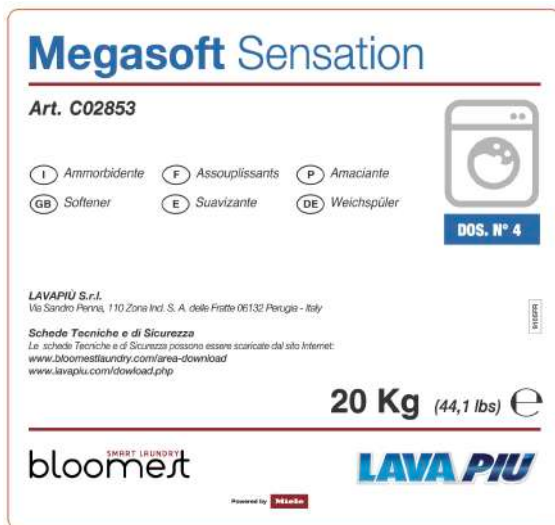 Megasoft Sensation
Art. C02853
I Ammorbidente F Assouplissants P Amaciante
GB Softener E Suavizante DE Weichspüler
DOS. N° 4
LAVAPIÙ S.r.l.
Via Sandro Penna, 110 Zona Ind. S. A. delle Fratte 06132 Perugia - Italy
Schede Tecniche e di Sicurezza
Le schede Tecniche e di Sicurezza possono essere scaricate dal sito Internet:
www.bloomestlaundry.com/area-download
www.lavapiu.com/dowload.php
20 Kg (44,1 lbs) ℮
SMART LAUNDRY
bloomest
LAVAPIU
Powered by Miele